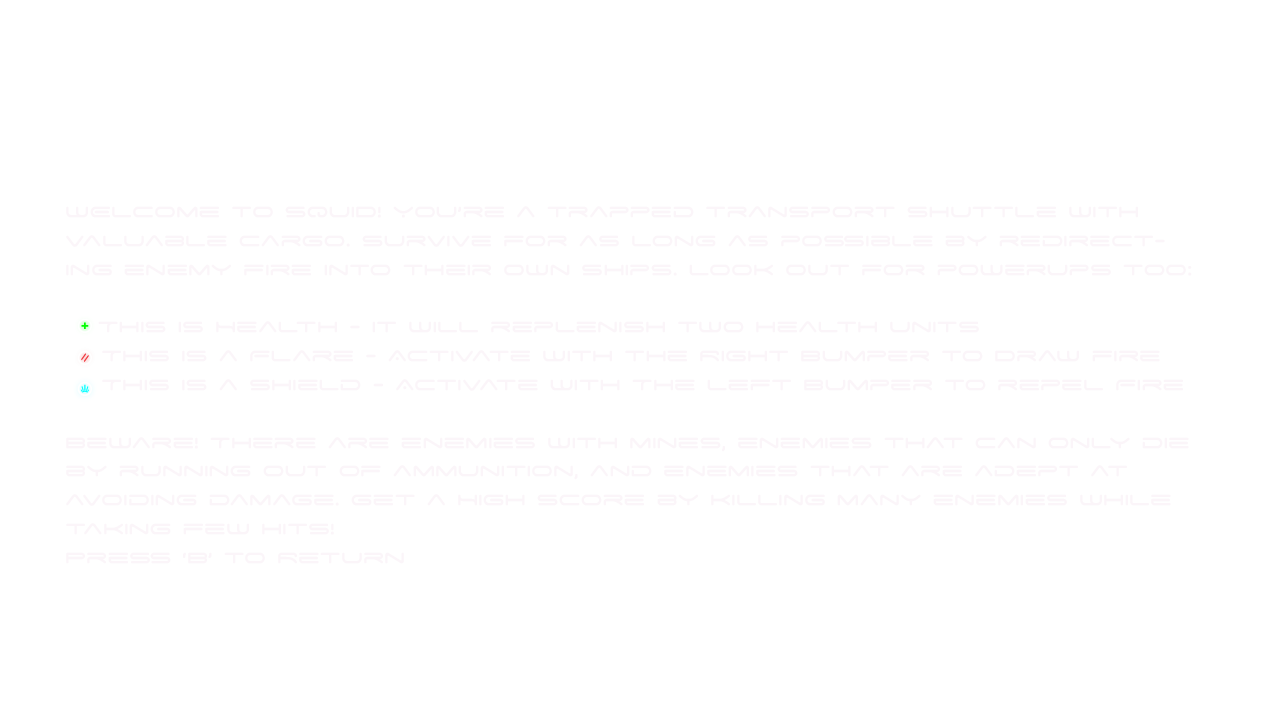 WELCOME TO SQUID! YOU'RE A TRAPPED TRANSPORT SHUTTLE WITH
VALUABLE CARGO. SURVIVE FOR AS LONG AS POSSIBLE BY REDIRECT-
ING ENEMY FIRE INTO THEIR OWN SHIPS. LOOK OUT FOR POWERUPS TOO:
THIS IS HEALTH - IT WILL REPLENISH TWO HEALTH UNITS
THIS IS A FLARE - ACTIVATE WITH THE RIGHT BUMPER TO DRAW FIRE
THIS IS A SHIELD - ACTIVATE WITH THE LEFT BUMPER TO REPEL FIRE
BEWARE! THERE ARE ENEMIES WITH MINES, ENEMIES THAT CAN ONLY DIE
BY RUNNING OUT OF AMMUNITION, AND ENEMIES THAT ARE ADEPT AT
AVOIDING DAMAGE. GET A HIGH SCORE BY KILLING MANY ENEMIES WHILE
TAKING FEW HITS!
PRESS 'B' TO RETURN